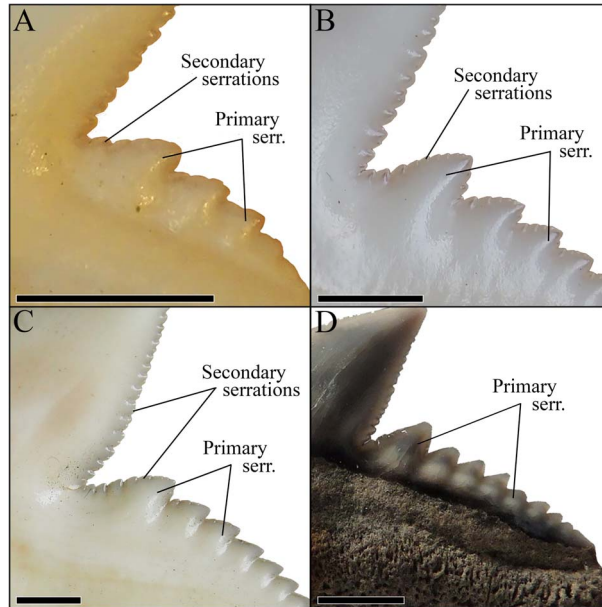 A
Secondary
serrations
Primary
serr.
B
Secondary
serrations
Primary
serr.
C
Secondary
serrations
Primary
serr.
D
Primary
serr.